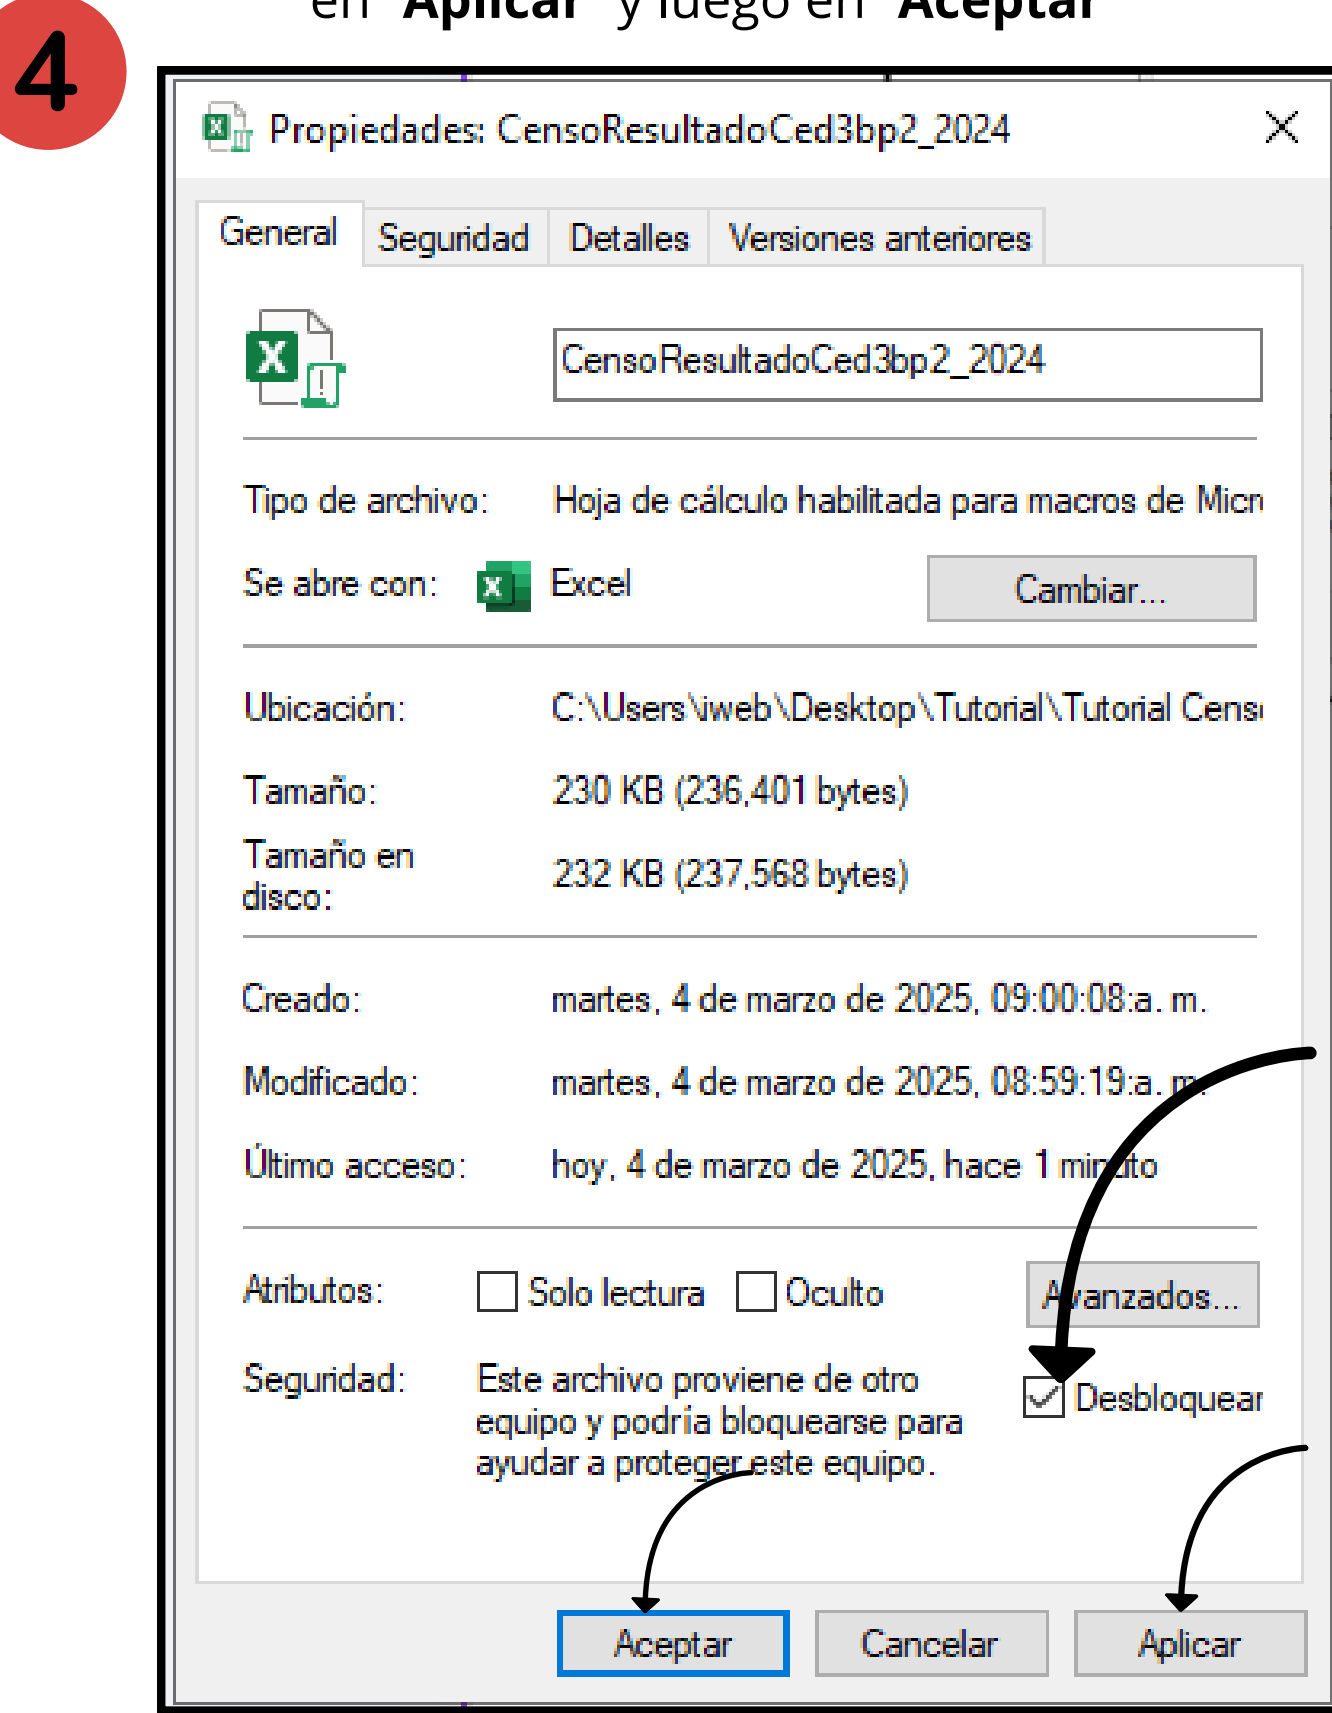 en "Aplicar" y luego en "Aceptar"
4
Propiedades: CensoResultadoCed3bp2_2024
General Seguridad Detalles Versiones anteriores
CensoResultadoCed3bp2_2024
Tipo de archivo: Hoja de cálculo habilitada para macros de Micr
Se abre con: Excel Cambiar...
Ubicación: C:\Users\iweb\Desktop\Tutorial\Tutorial Cens
Tamaño: 230 KB (236,401 bytes)
Tamaño en
disco: 232 KB (237,568 bytes)
Creado: martes, 4 de marzo de 2025, 09:00:08:a. m.
Modificado: martes, 4 de marzo de 2025, 08:59:19:a. m.
Último acceso: hoy, 4 de marzo de 2025, hace 1 minuto
Atributos: Solo lectura Oculto Avanzados...
Seguridad: Este archivo proviene de otro
equipo y podría bloquearse para
ayudar a proteger este equipo.
Desbloquear
Aceptar Cancelar Aplicar